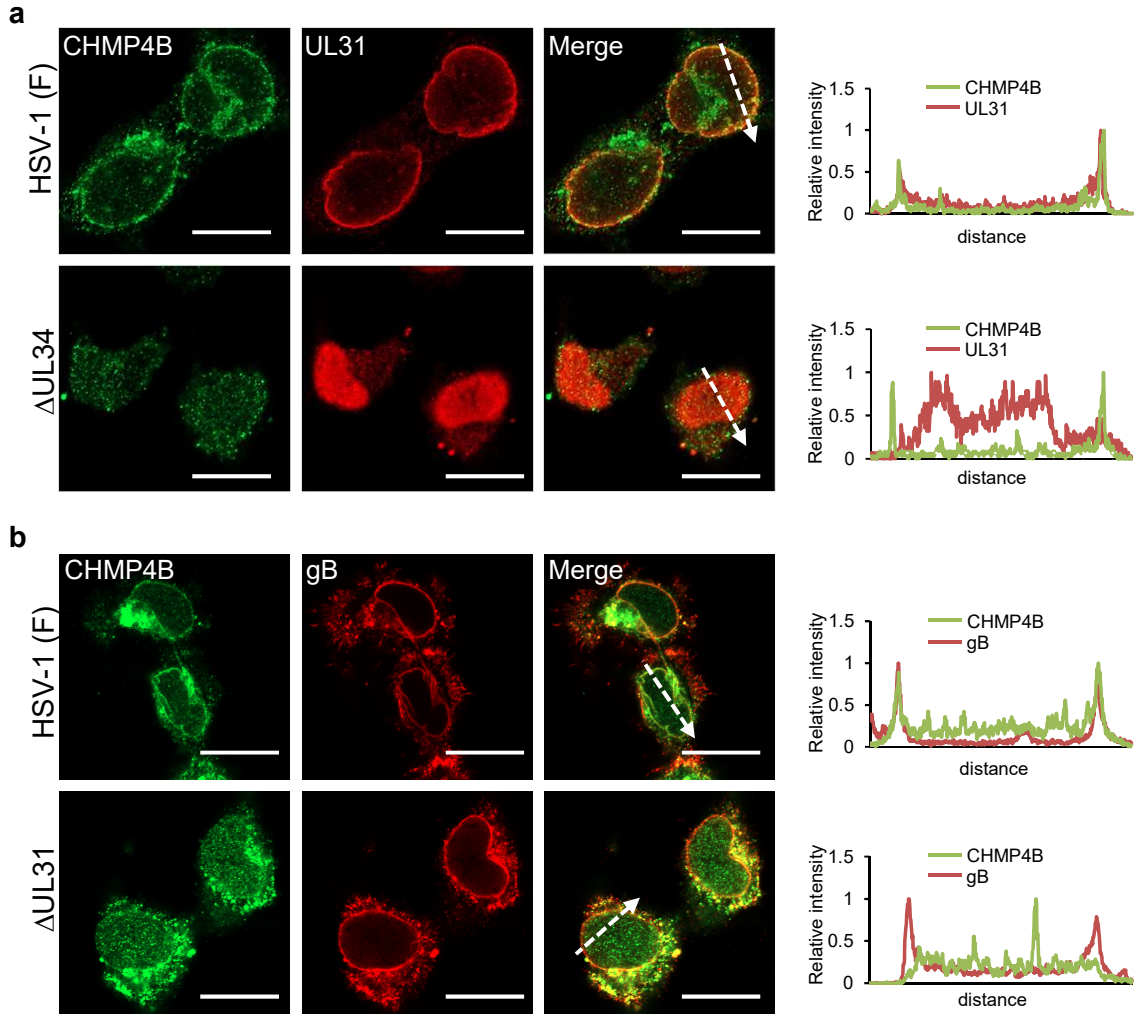 a
CHMP4B
UL31
Merge
HSV-1 (F)
CHMP4B
UL31
Relative intensity
1.5
1
0.5
0
distance
ΔUL34
CHMP4B
UL31
Relative intensity
1.5
1
0.5
0
distance
b
CHMP4B
gB
Merge
HSV-1 (F)
CHMP4B
gB
Relative intensity
1.5
1
0.5
0
distance
ΔUL31
CHMP4B
gB
Relative intensity
1.5
1
0.5
0
distance